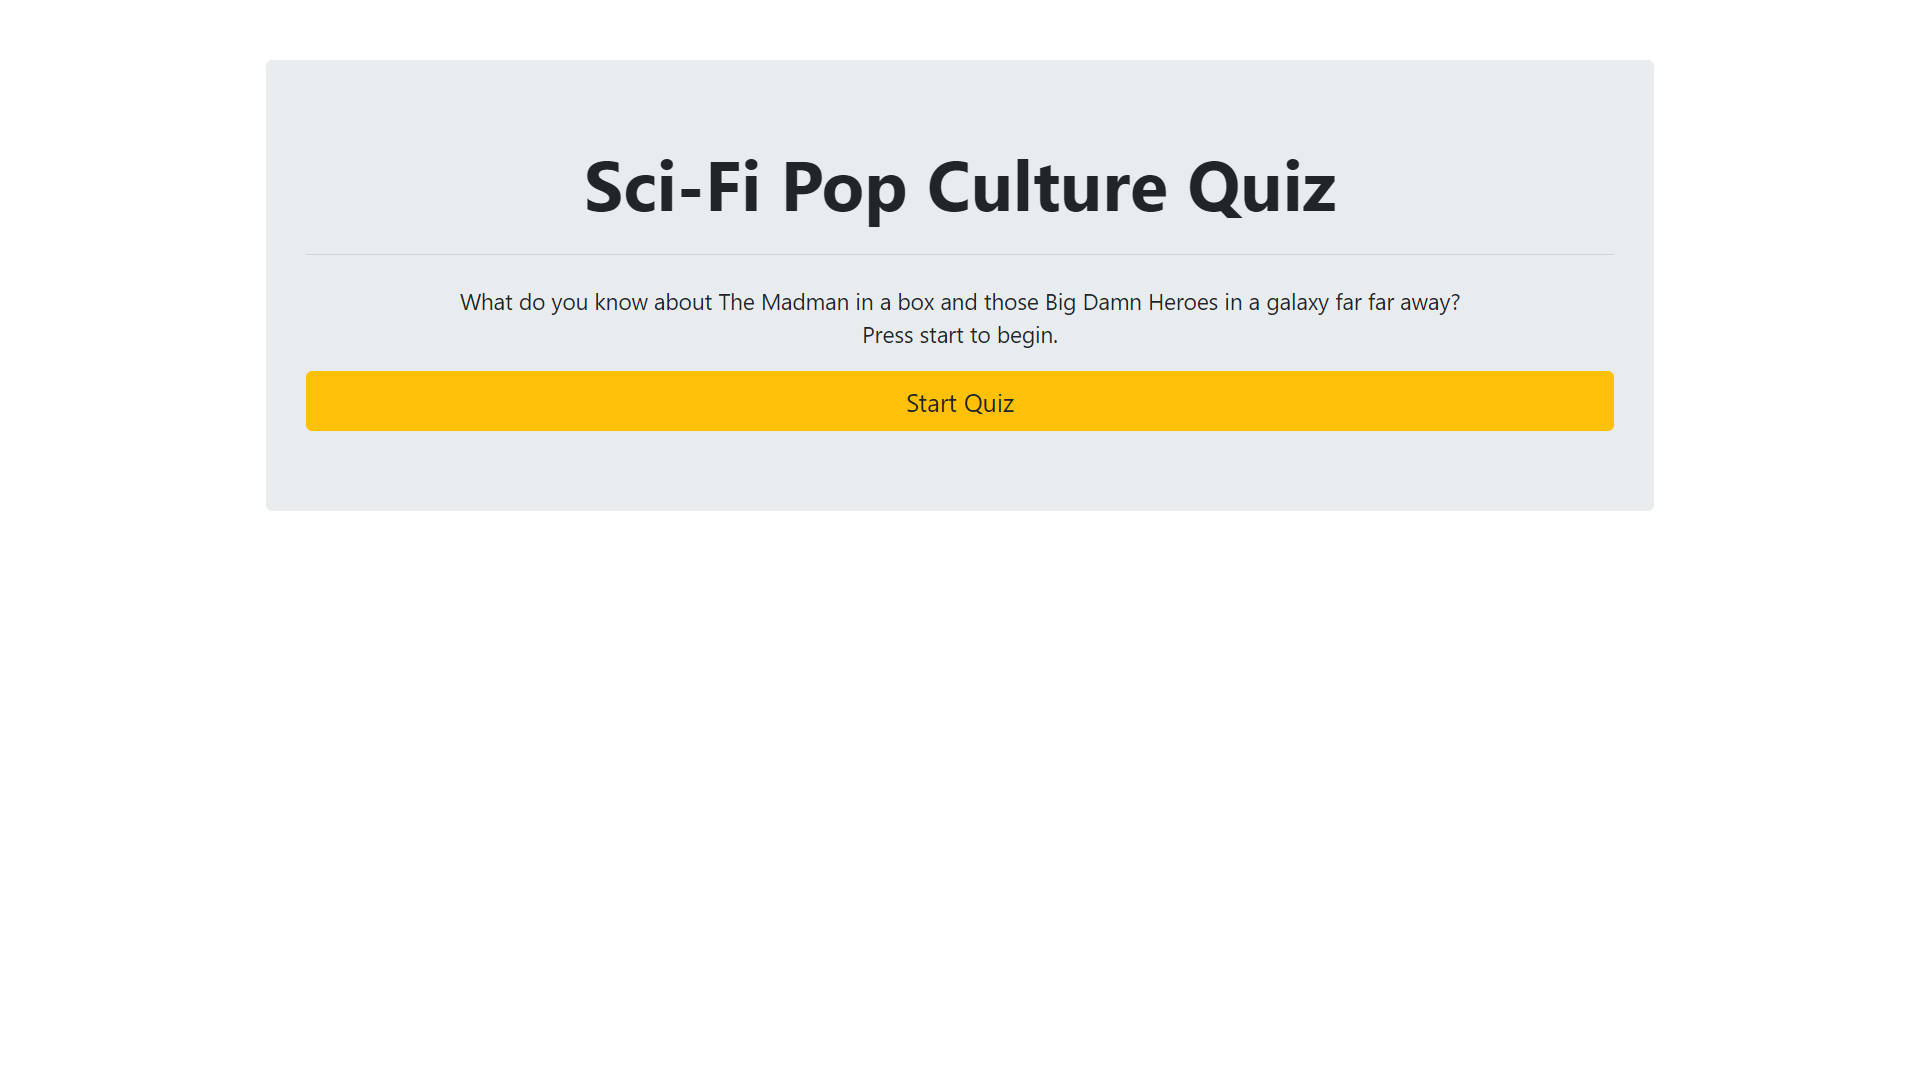 Sci-Fi Pop Culture Quiz
What do you know about The Madman in a box and those Big Damn Heroes in a galaxy far far away?
Press start to begin.
Start Quiz